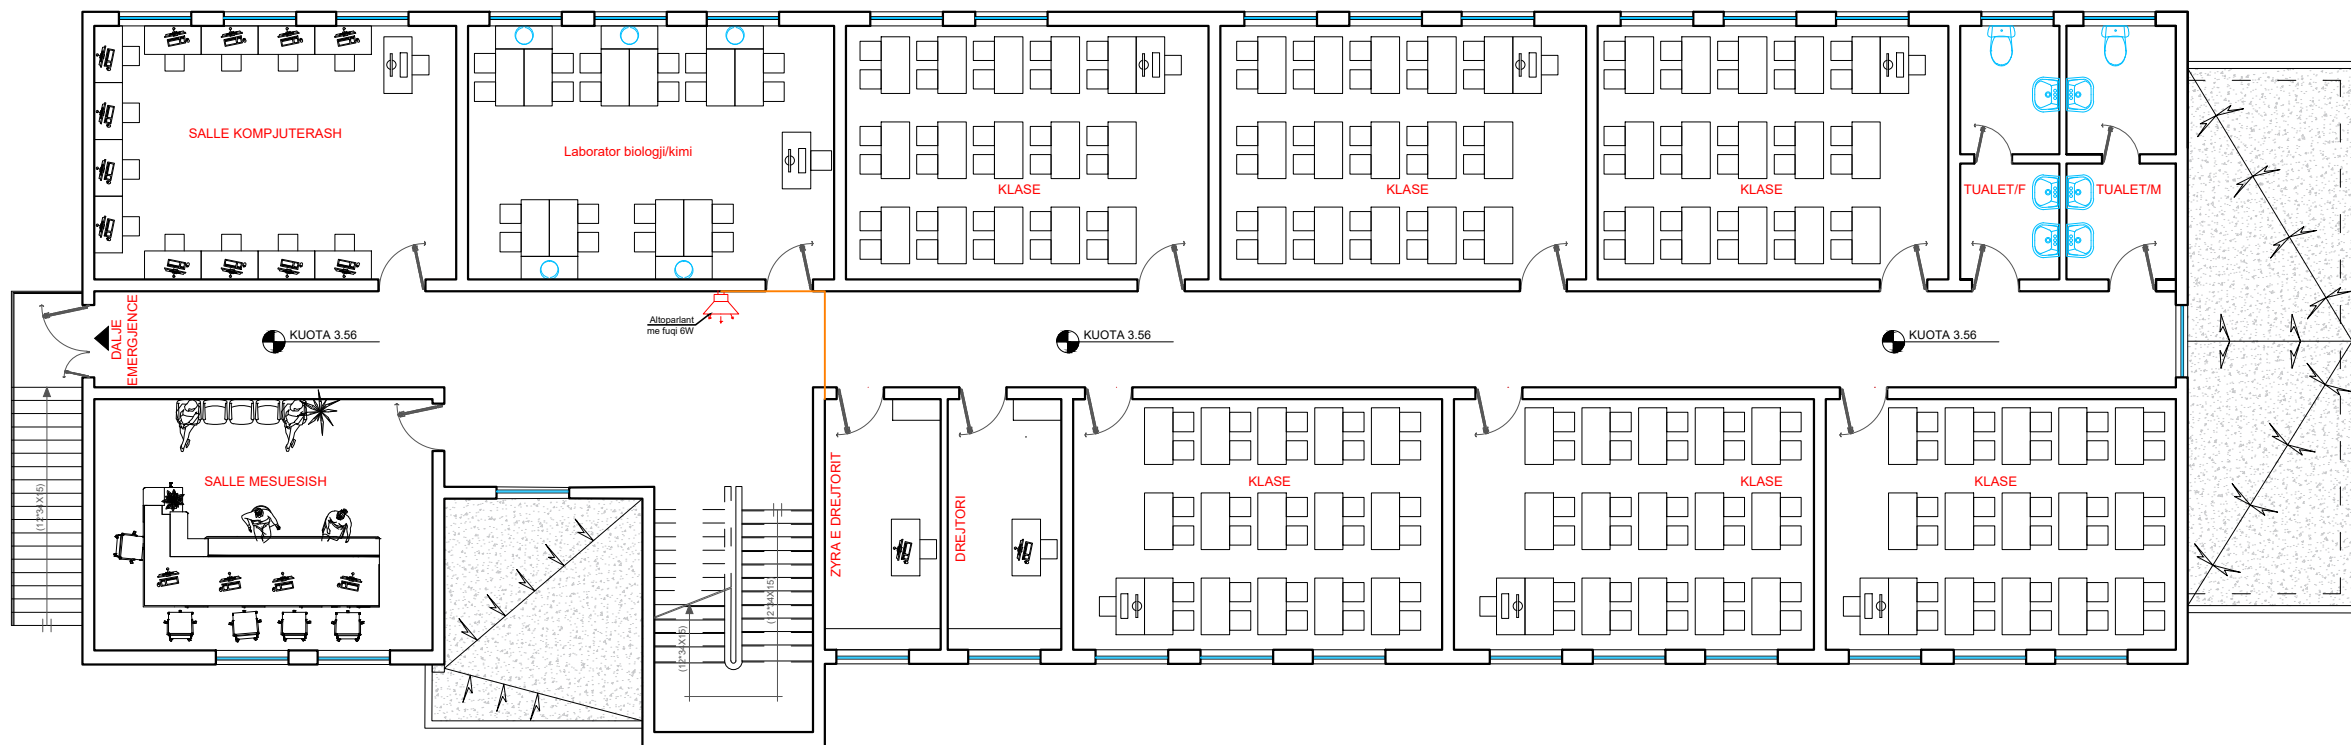 SALLE KOMPJUTERASH
Laborator biologji/kimi
KLASE
KLASE
KLASE
TUALET/F
TUALET/M
DALJE
EMERGJENCE
KUOTA 3.56
Altoparlant
me fuqi 6W
KUOTA 3.56
KUOTA 3.56
SALLE MESUESISH
ZYRA E DREJTORIT
DREJTORI
KLASE
KLASE
KLASE
(12*34X15)
(12*34X15)
(12*34X15)